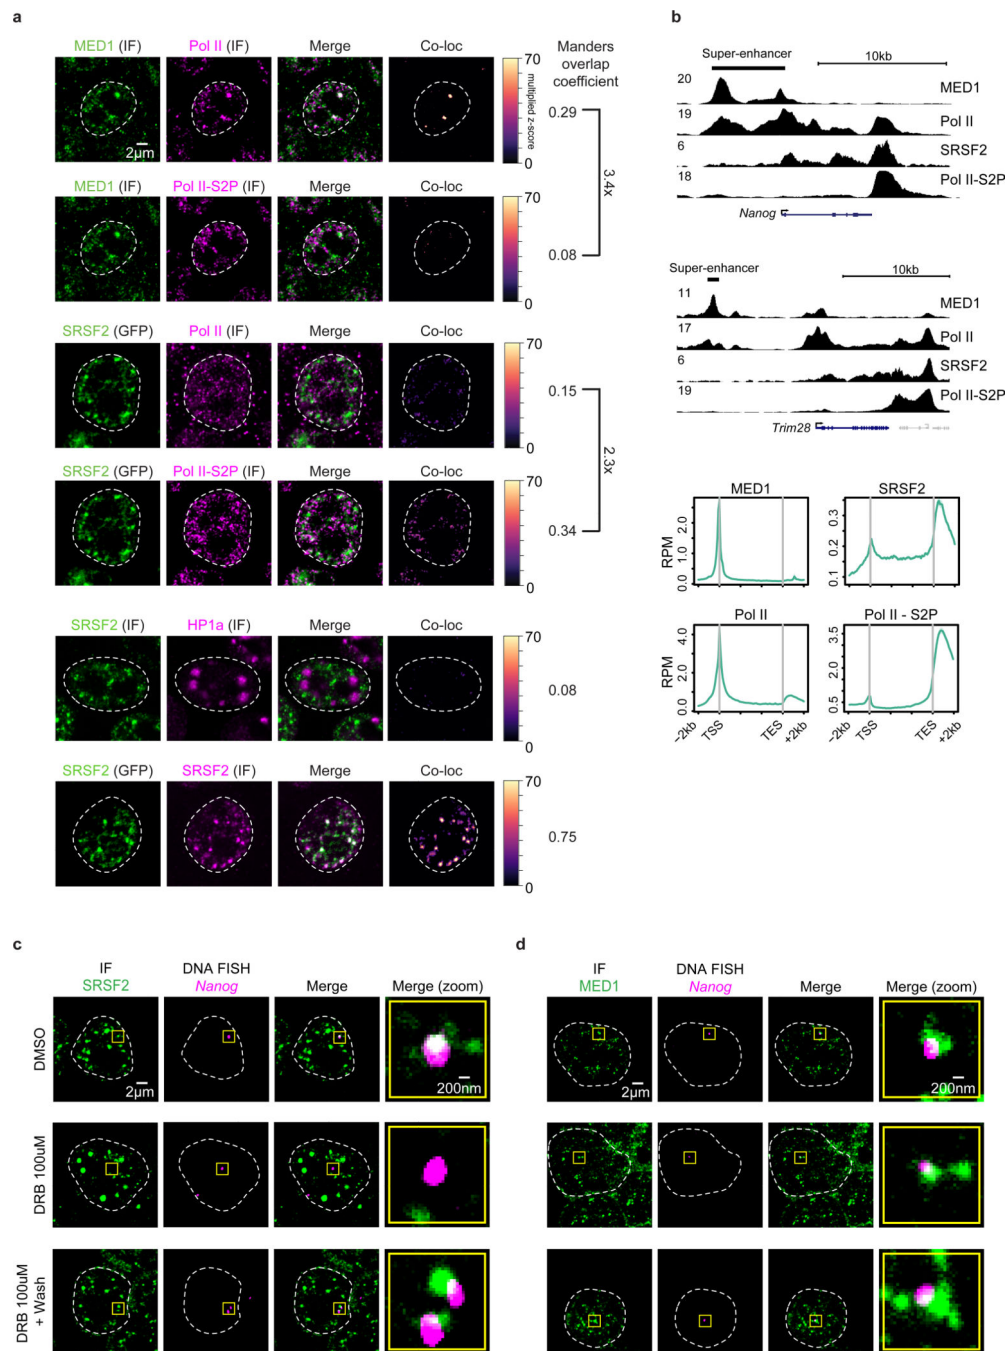 a
MED1 (IF) Pol II (IF) Merge Co-loc Manders overlap coefficient
70
multiplied z-score
0
2µm
0.29
MED1 (IF) Pol II-S2P (IF) Merge Co-loc
70
0
0.08
3.4x
SRSF2 (GFP) Pol II (IF) Merge Co-loc
70
0
0.15
SRSF2 (GFP) Pol II-S2P (IF) Merge Co-loc
70
0
0.34
2.3x
SRSF2 (IF) HP1a (IF) Merge Co-loc
70
0
0.08
SRSF2 (GFP) SRSF2 (IF) Merge Co-loc
70
0
0.75
b
Super-enhancer 10kb
20 MED1
19 Pol II
6 SRSF2
18 Pol II-S2P
Nanog
Super-enhancer 10kb
11 MED1
17 Pol II
6 SRSF2
19 Pol II-S2P
Trim28
MED1
RPM
2.0
1.0
0.0
SRSF2
0.3
0.2
0.1
Pol II
RPM
4.0
2.0
1.0
0.0
−2kb TSS TES +2kb
Pol II - S2P
3.5
2.5
1.5
0.5
−2kb TSS TES +2kb
c
IF DNA FISH
SRSF2 Nanog Merge Merge (zoom)
DMSO
2µm 200nm
DRB 100uM
DRB 100uM
+ Wash
d
IF DNA FISH
MED1 Nanog Merge Merge (zoom)
2µm 200nm